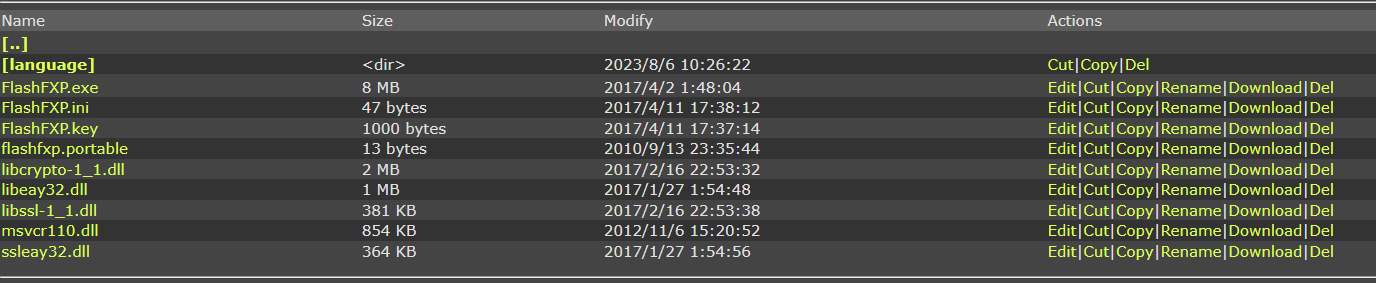 Name Size Modify Actions
[..]
[language] <dir> 2023/8/6 10:26:22 Cut|Copy|Del
FlashFXP.exe 8 MB 2017/4/2 1:48:04 Edit|Cut|Copy|Rename|Download|Del
FlashFXP.ini 47 bytes 2017/4/11 17:38:12 Edit|Cut|Copy|Rename|Download|Del
FlashFXP.key 1000 bytes 2017/4/11 17:37:14 Edit|Cut|Copy|Rename|Download|Del
flashfxp.portable 13 bytes 2010/9/13 23:35:44 Edit|Cut|Copy|Rename|Download|Del
libcrypto-1_1.dll 2 MB 2017/2/16 22:53:32 Edit|Cut|Copy|Rename|Download|Del
libeay32.dll 1 MB 2017/1/27 1:54:48 Edit|Cut|Copy|Rename|Download|Del
libssl-1_1.dll 381 KB 2017/2/16 22:53:38 Edit|Cut|Copy|Rename|Download|Del
msvcr110.dll 854 KB 2012/11/6 15:20:52 Edit|Cut|Copy|Rename|Download|Del
ssleay32.dll 364 KB 2017/1/27 1:54:56 Edit|Cut|Copy|Rename|Download|Del